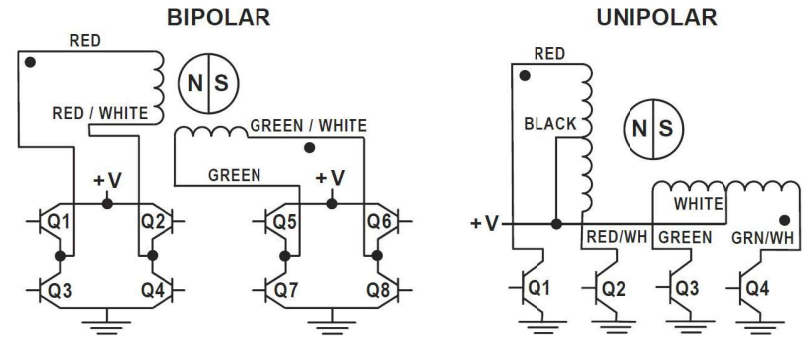 BIPOLAR
RED
N S
RED / WHITE
GREEN / WHITE
GREEN
+V
+V
Q1
Q2
Q5
Q6
Q3
Q4
Q7
Q8
UNIPOLAR
RED
BLACK
N S
WHITE
+V
RED/WH
GREEN
GRN/WH
Q1
Q2
Q3
Q4